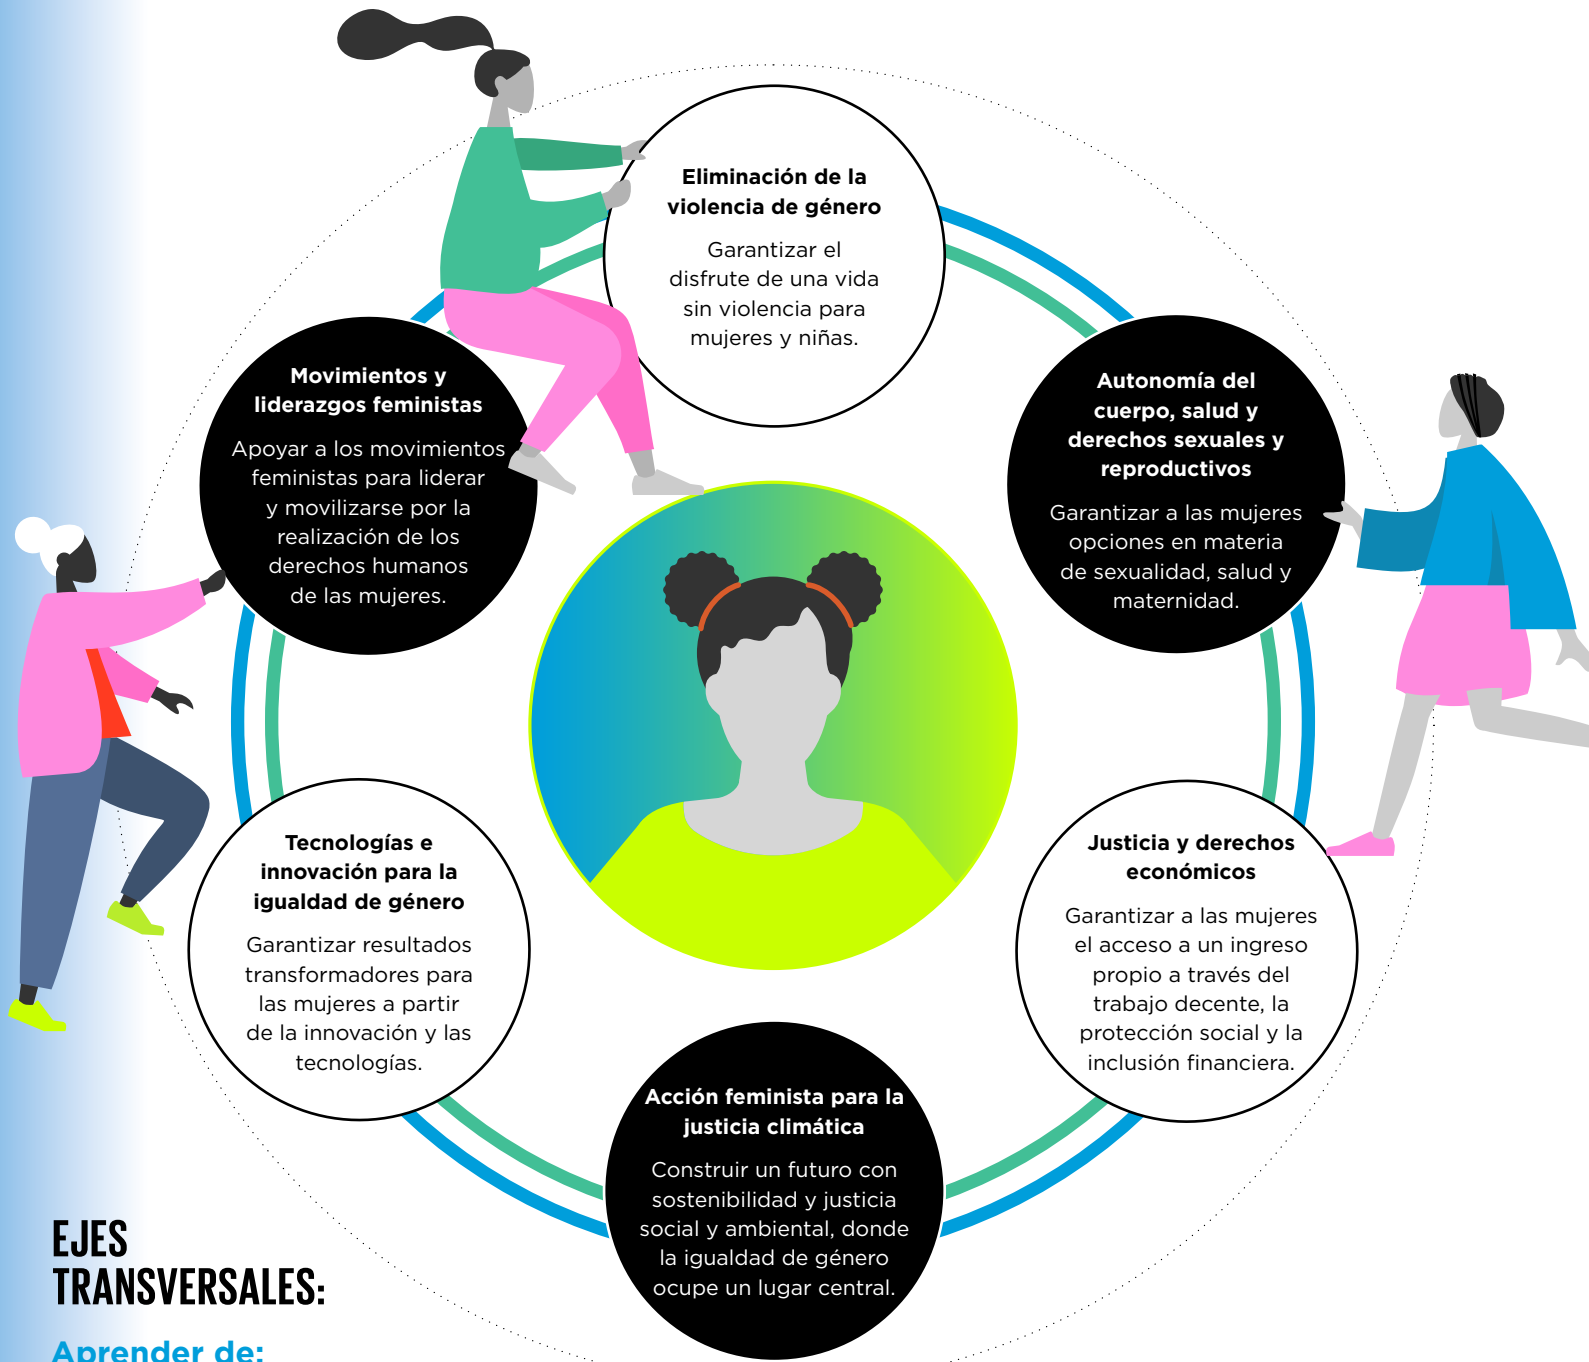 Eliminación de la
violencia de género
Garantizar el
disfrute de una vida
sin violencia para
mujeres y niñas.
Movimientos y
liderazgos feministas
Apoyar a los movimientos
feministas para liderar
y movilizarse por la
realización de los
derechos humanos
de las mujeres.
Autonomía del
cuerpo, salud y
derechos sexuales y
reproductivos
Garantizar a las mujeres
opciones en materia
de sexualidad, salud y
maternidad.
Tecnologías e
innovación para la
igualdad de género
Garantizar resultados
transformadores para
las mujeres a partir
de la innovación y las
tecnologías.
Justicia y derechos
económicos
Garantizar a las mujeres
el acceso a un ingreso
propio a través del
trabajo decente, la
protección social y la
inclusión financiera.
Acción feminista para la
justicia climática
Construir un futuro con
sostenibilidad y justicia
social y ambiental, donde
la igualdad de género
ocupe un lugar central.
EJES
TRANSVERSALES:
Aprender de: